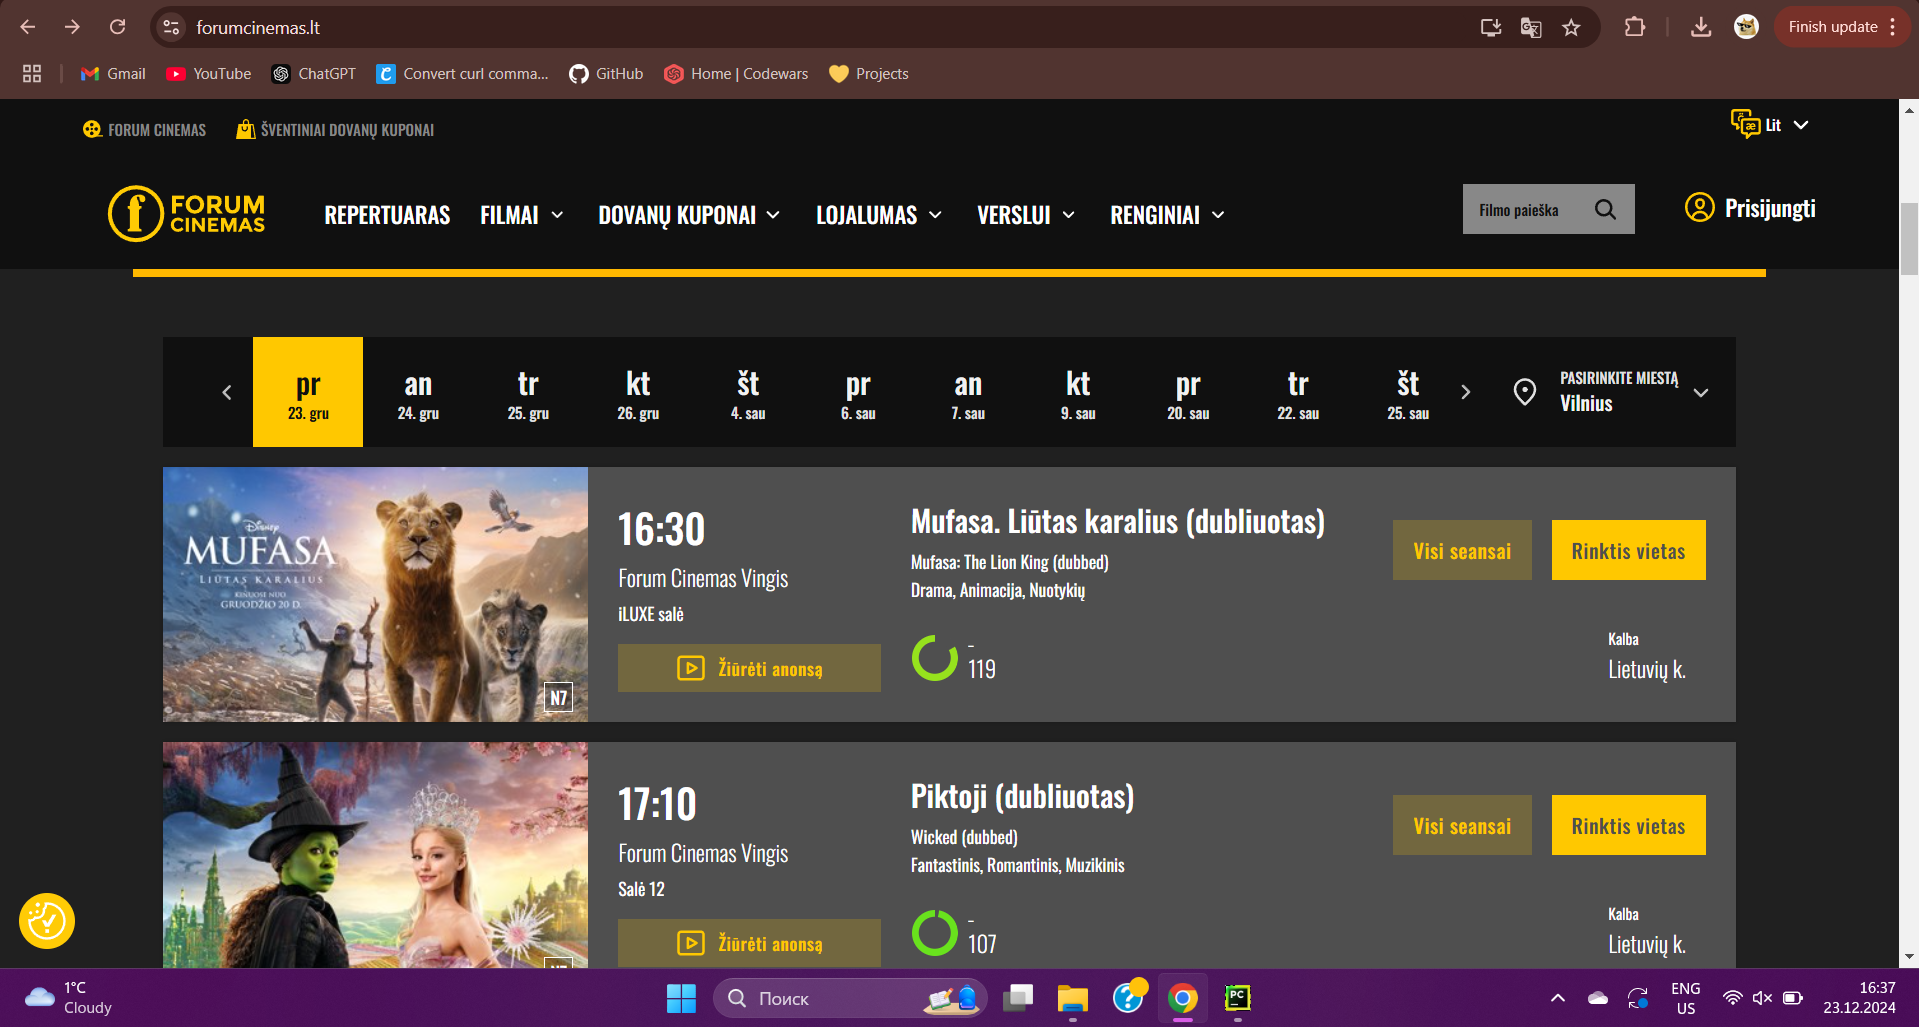 forumcinemas.lt
Finish update
Gmail
YouTube
ChatGPT
Convert curl comma...
GitHub
Home | Codewars
Projects
FORUM CINEMAS
ŠVENTINIAI DOVANŲ KUPONAI
Lit
FORUM
CINEMAS
REPERTUARAS
FILMAI
DOVANŲ KUPONAI
LOJALUMAS
VERSLUI
RENGINIAI
Filmo paieška
Prisijungti
pr
23. gru
an
24. gru
tr
25. gru
kt
26. gru
št
4. sau
pr
6. sau
an
7. sau
kt
9. sau
pr
20. sau
tr
22. sau
št
25. sau
PASIRINKITE MIESTĄ
Vilnius
Disney
MUFASA
LIŪTAS KARALIUS
KINUOSE NUO
GRUODŽIO 20 D.
N7
16:30
Forum Cinemas Vingis
iLUXE salė
Žiūrėti anonsą
Mufasa. Liūtas karalius (dubliuotas)
Mufasa: The Lion King (dubbed)
Drama, Animacija, Nuotykių
-
119
Visi seansai
Rinktis vietas
Kalba
Lietuvių k.
17:10
Forum Cinemas Vingis
Salė 12
Žiūrėti anonsą
Piktoji (dubliuotas)
Wicked (dubbed)
Fantastinis, Romantinis, Muzikinis
-
107
Visi seansai
Rinktis vietas
Kalba
Lietuvių k.
1°C
Cloudy
Поиск
PC
ENG
US
16:37
23.12.2024